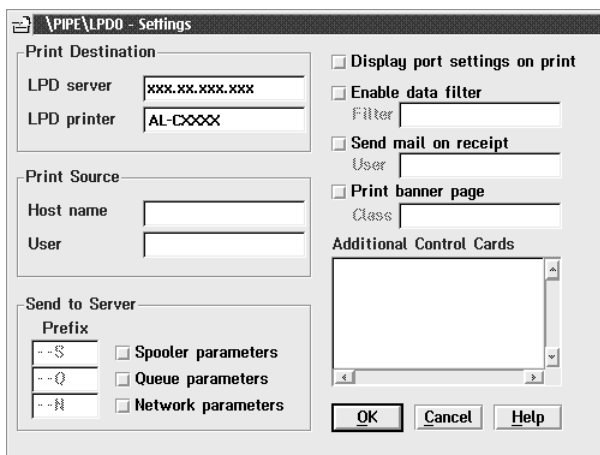 \PIPE\LPD0 - Settings
Print Destination
LPD server
xxx.xx.xxx.xxx
LPD printer
AL-CXXXX
Print Source
Host name
User
Send to Server
Prefix
--S
Spooler parameters
--Q
Queue parameters
--N
Network parameters
Display port settings on print
Enable data filter
Filter
Send mail on receipt
User
Print banner page
Class
Additional Control Cards
OK
Cancel
Help